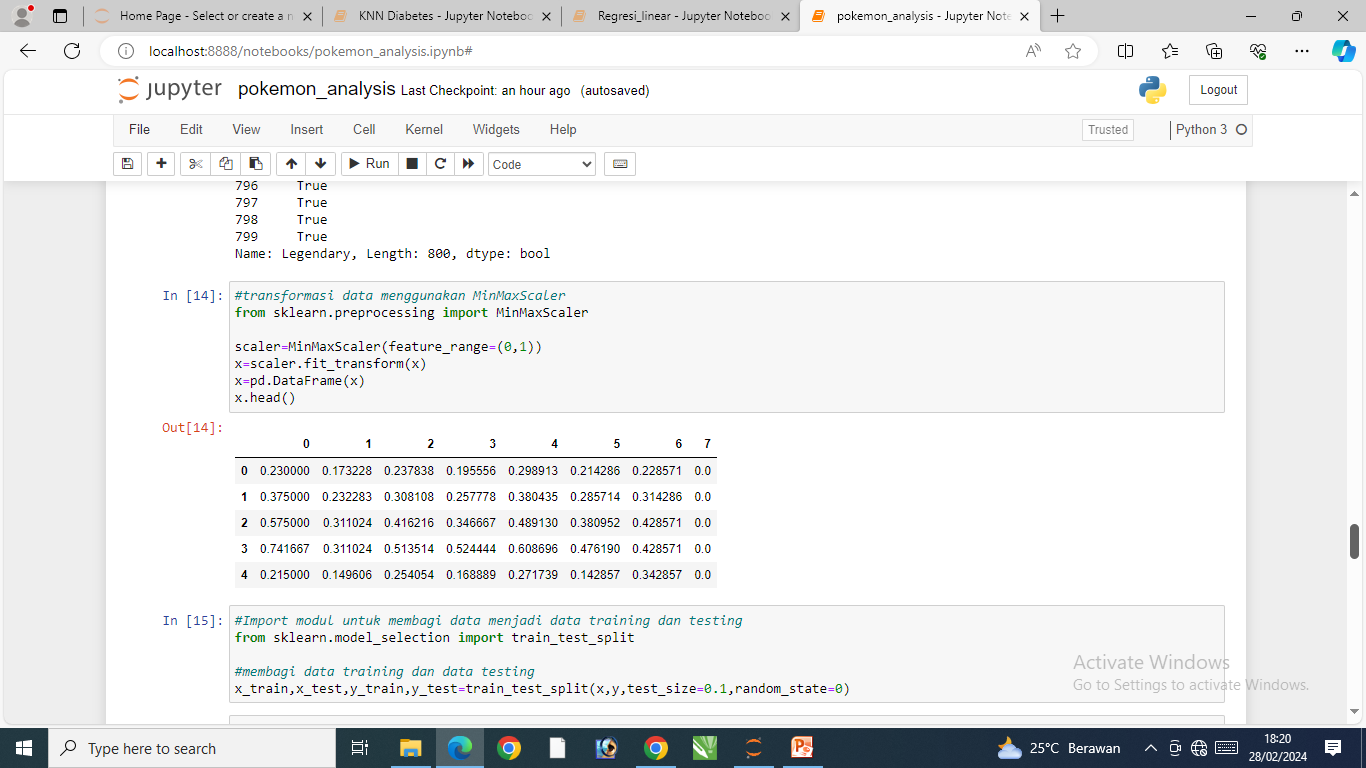 Home Page - Select or create a n
KNN Diabetes - Jupyter Noteboo
Regresi_linear - Jupyter Noteboo
pokemon_analysis - Jupyter Note
localhost:8888/notebooks/pokemon_analysis.ipynb#
jupyter pokemon_analysis Last Checkpoint: an hour ago (autosaved)
Logout
File Edit View Insert Cell Kernel Widgets Help
Trusted
Python 3
Run
Code
796 True
797 True
798 True
799 True
Name: Legendary, Length: 800, dtype: bool
In [14]:
#transformasi data menggunakan MinMaxScaler
from sklearn.preprocessing import MinMaxScaler
scaler=MinMaxScaler(feature_range=(0,1))
x=scaler.fit_transform(x)
x=pd.DataFrame(x)
x.head()
Out[14]:
0 1 2 3 4 5 6 7
0 0.230000 0.173228 0.237838 0.195556 0.298913 0.214286 0.228571 0.0
1 0.375000 0.232283 0.308108 0.257778 0.380435 0.285714 0.314286 0.0
2 0.575000 0.311024 0.416216 0.346667 0.489130 0.380952 0.428571 0.0
3 0.741667 0.311024 0.513514 0.524444 0.608696 0.476190 0.428571 0.0
4 0.215000 0.149606 0.254054 0.168889 0.271739 0.142857 0.342857 0.0
In [15]:
#Import modul untuk membagi data menjadi data training dan testing
from sklearn.model_selection import train_test_split
#membagi data training dan data testing
x_train,x_test,y_train,y_test=train_test_split(x,y,test_size=0.1,random_state=0)
Activate Windows
Go to Settings to activate Windows.
Type here to search
25°C Berawan
18:20
28/02/2024